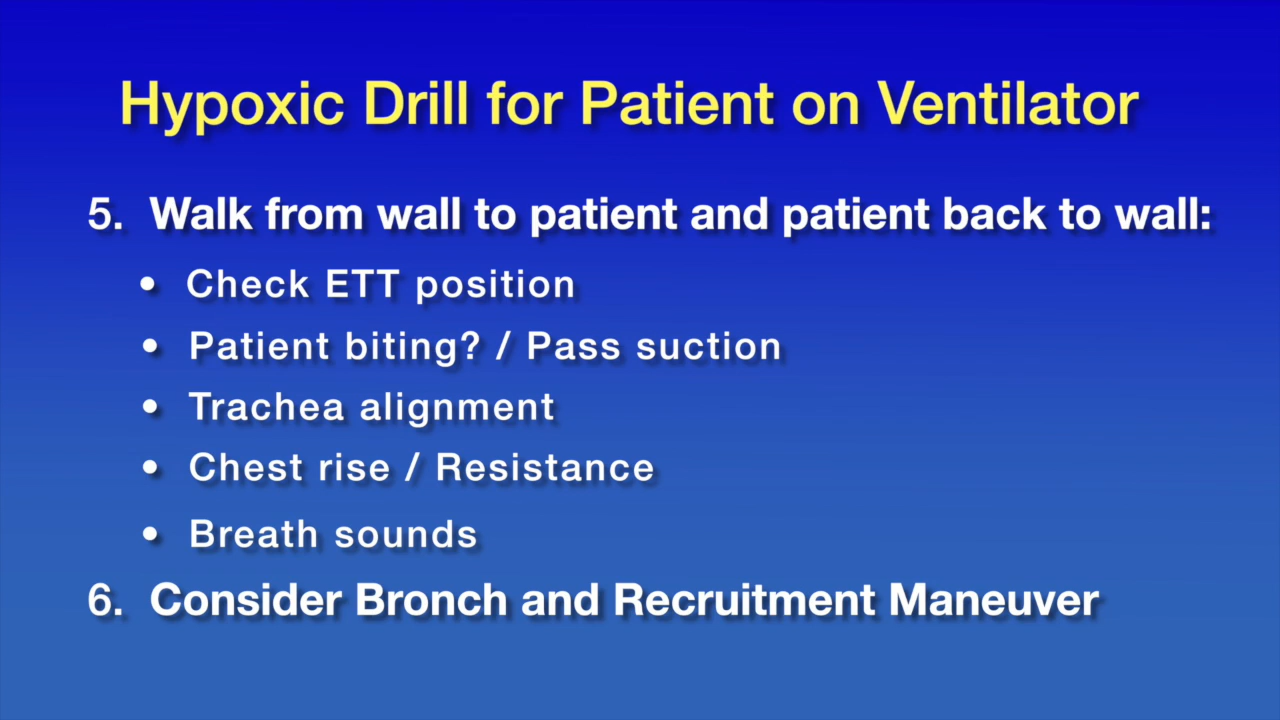 Hypoxic Drill for Patient on Ventilator
5. Walk from wall to patient and patient back to wall:
• Check ETT position
• Patient biting? / Pass suction
• Trachea alignment
• Chest rise / Resistance
• Breath sounds
6. Consider Bronch and Recruitment Maneuver